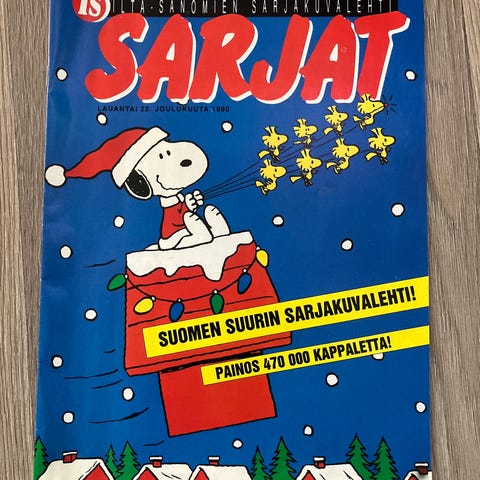 IS
ILTA-SANOMIEN SARJAKUVALEHTI
SARJAT
LAUANTAI 22. JOULUKUUTA 1990
SUOMEN SUURIN SARJAKUVALEHTI!
PAINOS 470 000 KAPPALETTA!